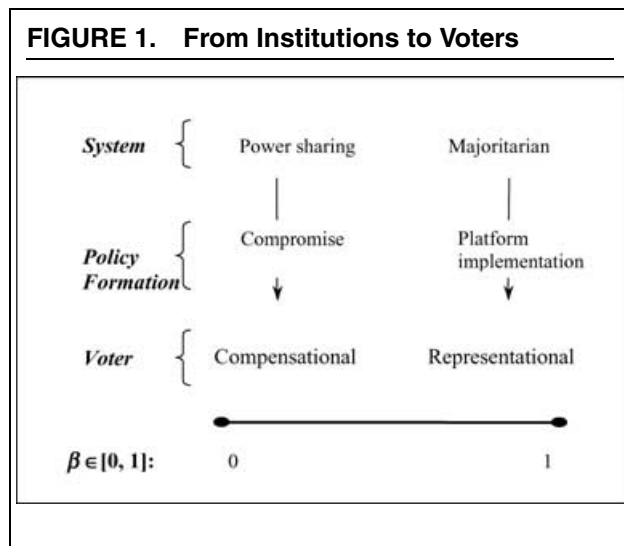 FIGURE 1. From Institutions to Voters
System Power sharing Majoritarian
Policy Formation Compromise Platform implementation
Voter Compensational Representational
β ∈[0, 1]: 0 1